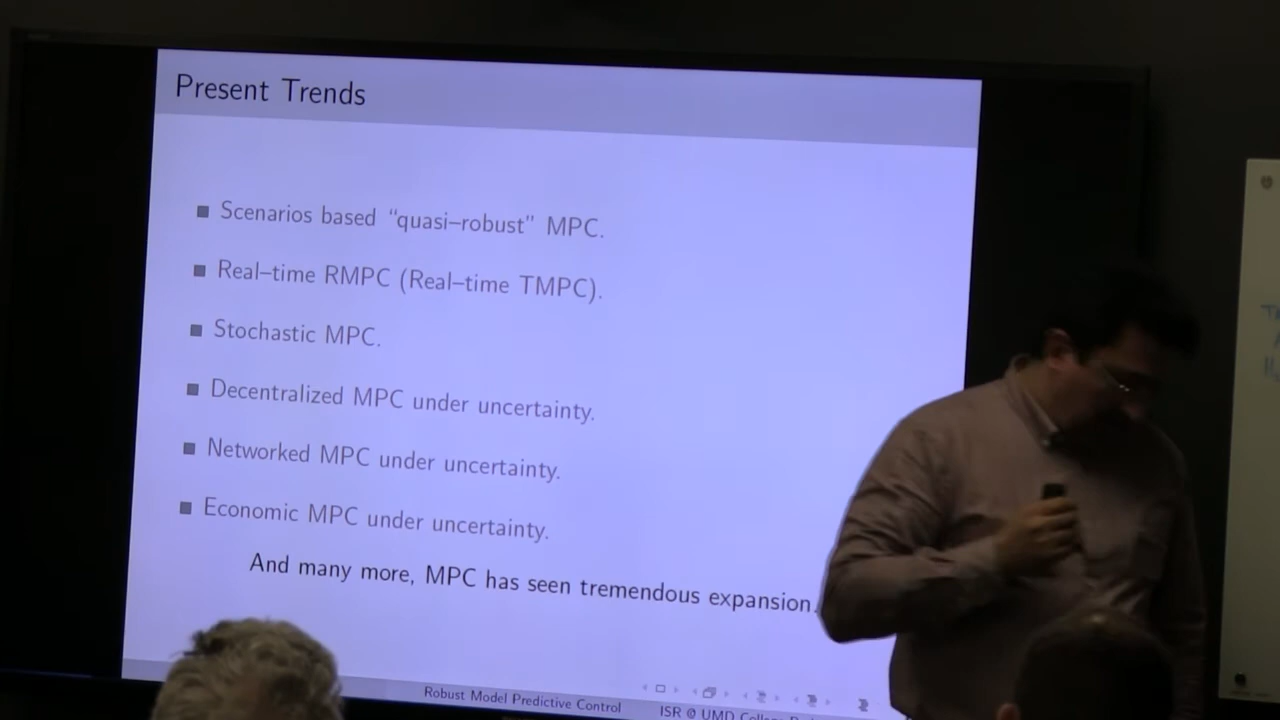 Present Trends
Scenarios based “quasi–robust” MPC.
Real–time RMPC (Real–time TMPC).
Stochastic MPC.
Decentralized MPC under uncertainty.
Networked MPC under uncertainty.
Economic MPC under uncertainty.
And many more, MPC has seen tremendous expansion.
Robust Model Predictive Control
ISR @ UMD College